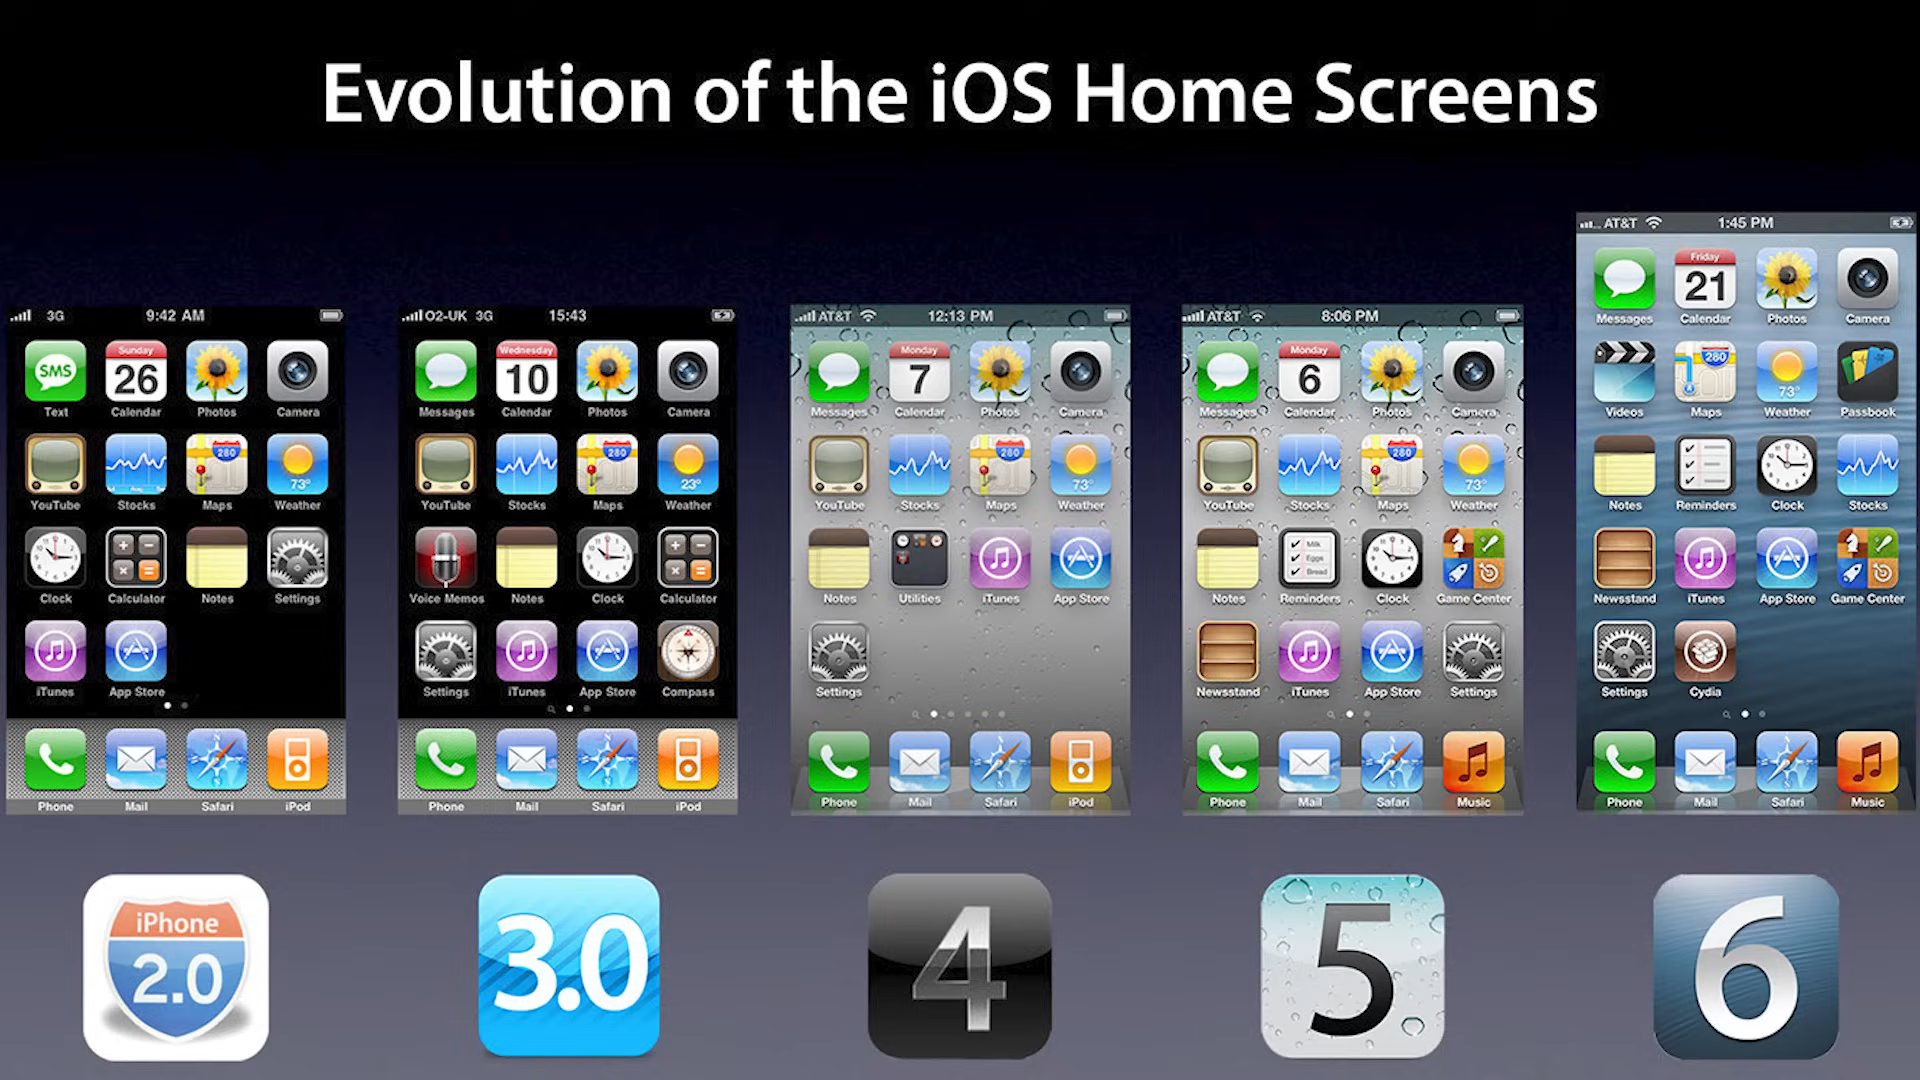 Evolution of the iOS Home Screens
3G 9:42 AM
SMS Sunday 26
Text Calendar Photos Camera
280 73°
YouTube Stocks Maps Weather
Clock Calculator Notes Settings
iTunes App Store
Phone Mail Safari iPod
iPhone
2.0
O2-UK 3G 15:43
Wednesday 10
Messages Calendar Photos Camera
280 23°
YouTube Stocks Maps Weather
Voice Memos Notes Clock Calculator
Settings iTunes App Store Compass
Phone Mail Safari iPod
3.0
AT&T 12:13 PM
Monday 7
Messages Calendar Photos Camera
280 73°
YouTube Stocks Maps Weather
Notes Utilities iTunes App Store
Settings
Phone Mail Safari iPod
4
AT&T 8:06 PM
Monday 6
Messages Calendar Photos Camera
280 73°
YouTube Stocks Maps Weather
Milk
Eggs
Bread
Notes Reminders Clock Game Center
Newsstand iTunes App Store Settings
Phone Mail Safari Music
5
AT&T 1:45 PM
Friday 21
Messages Calendar Photos Camera
280 73°
Videos Maps Weather Passbook
Notes Reminders Clock Stocks
Newsstand iTunes App Store Game Center
Settings Cydia
Phone Mail Safari Music
6